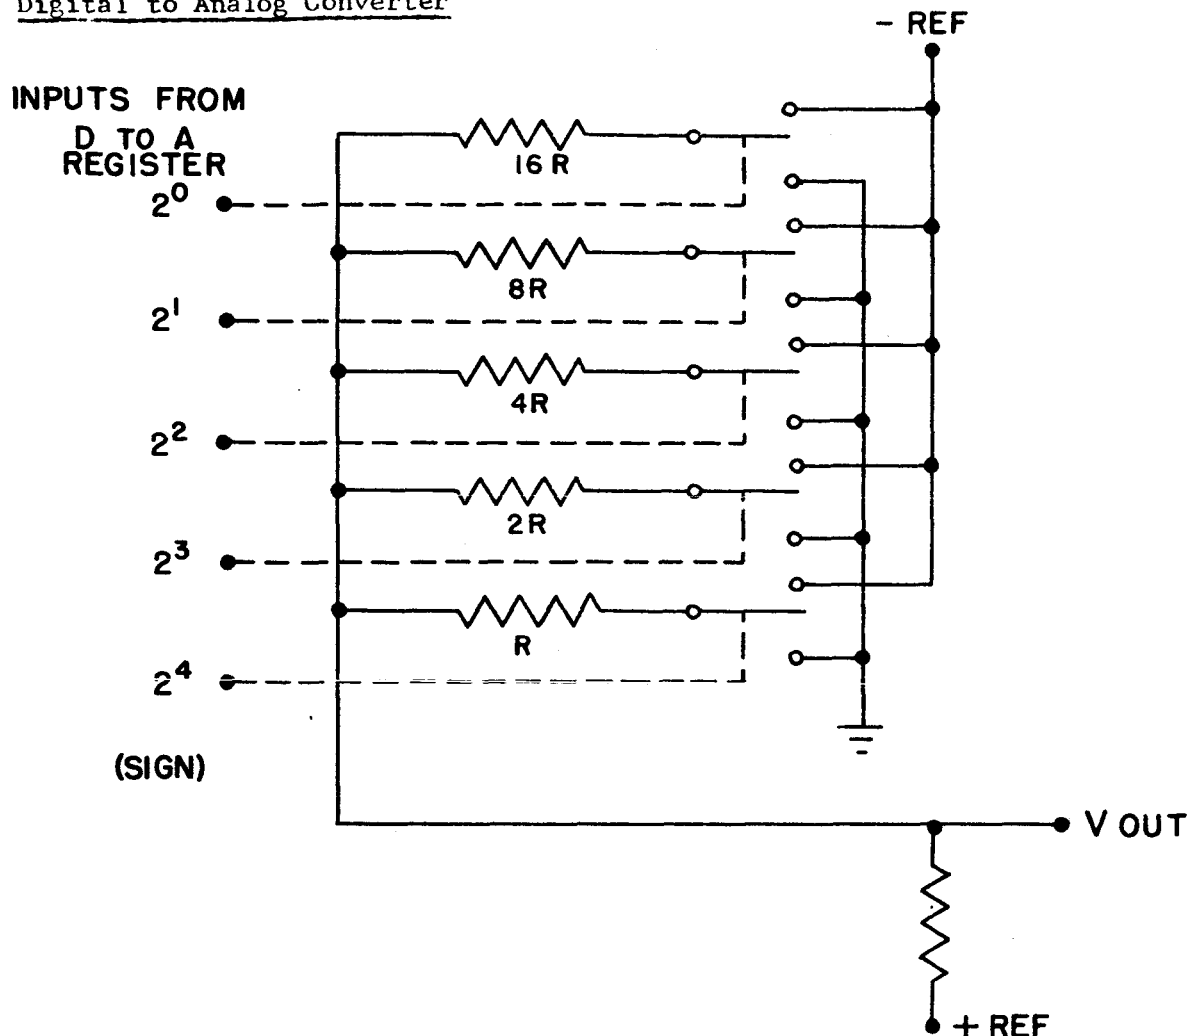 Digital to Analog Converter
- REF
INPUTS FROM
D TO A
REGISTER
16R
2⁰
8R
2¹
4R
2²
2R
2³
R
2⁴
(SIGN)
V OUT
+ REF